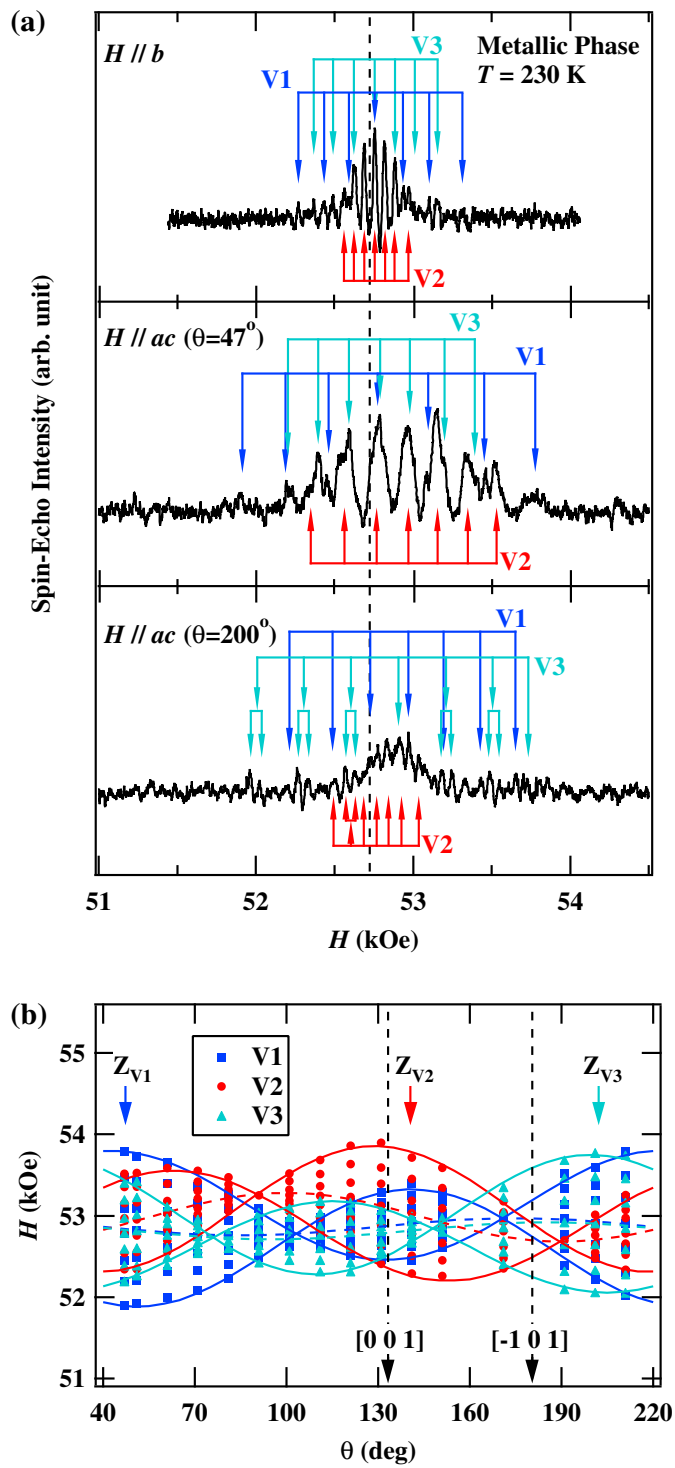 (a)
H // b
V3
Metallic Phase
T = 230 K
V1
V2
H // ac (θ=47°)
V3
V1
V2
H // ac (θ=200°)
V1
V3
V2
Spin-Echo Intensity (arb. unit)
51 52 53 54
H (kOe)
(b)
V1
V2
V3
Z_V1
Z_V2
Z_V3
55
54
53
52
51
H (kOe)
[0 0 1]
[-1 0 1]
40 70 100 130 160 190 220
θ (deg)